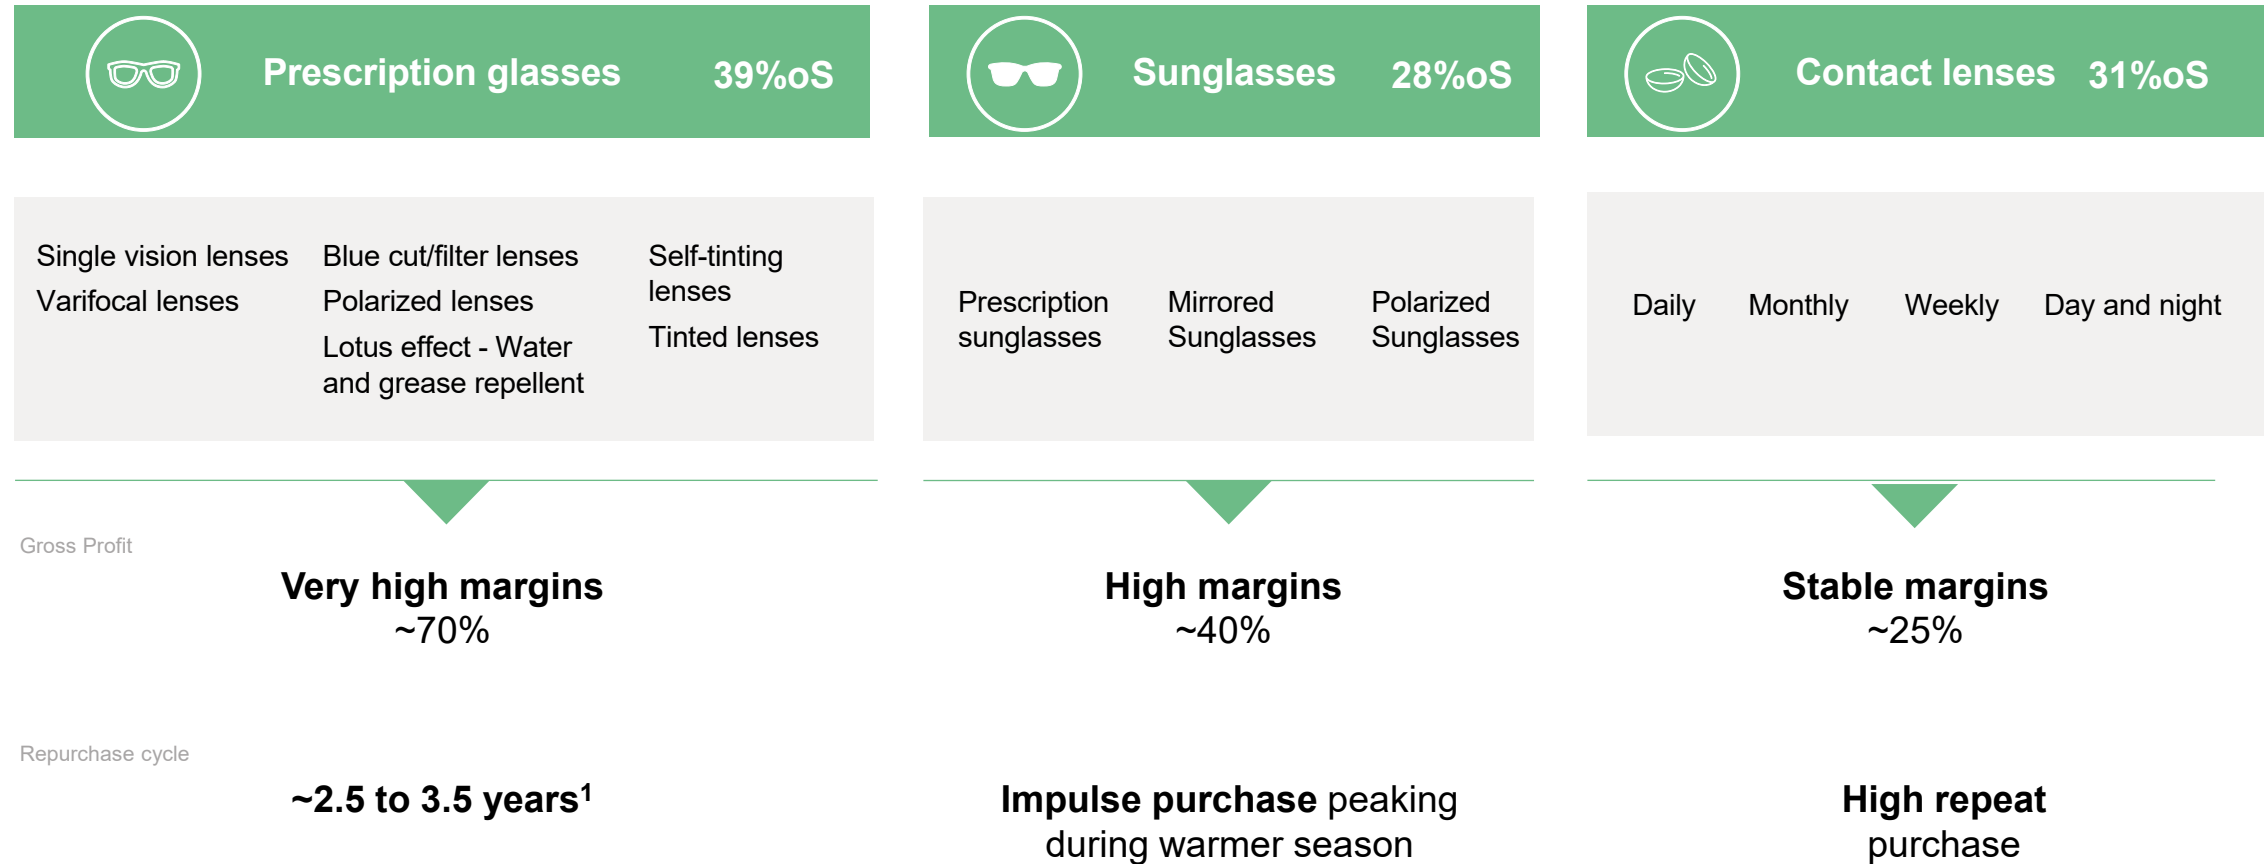 Prescription glasses 39%oS
Sunglasses 28%oS
Contact lenses 31%oS
Single vision lenses
Varifocal lenses
Blue cut/filter lenses
Polarized lenses
Lotus effect - Water
and grease repellent
Self-tinting
lenses
Tinted lenses
Prescription
sunglasses
Mirrored
Sunglasses
Polarized
Sunglasses
Daily
Monthly
Weekly
Day and night
Gross Profit
Very high margins
~70%
High margins
~40%
Stable margins
~25%
Repurchase cycle
~2.5 to 3.5 years¹
Impulse purchase peaking
during warmer season
High repeat
purchase